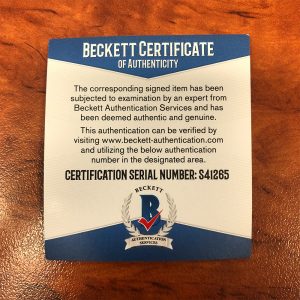 BECKETT CERTIFICATE
OF AUTHENTICITY
The corresponding signed item has been
subjected to examination by an expert from
Beckett Authentication Services and has
been deemed authentic and genuine.
This authentication can be verified by
visiting www.beckett-authentication.com
and utilizing the below authentication
number in the designated area.
CERTIFICATION SERIAL NUMBER: S41265
BECKETT
B
AUTHENTICATION
SERVICES